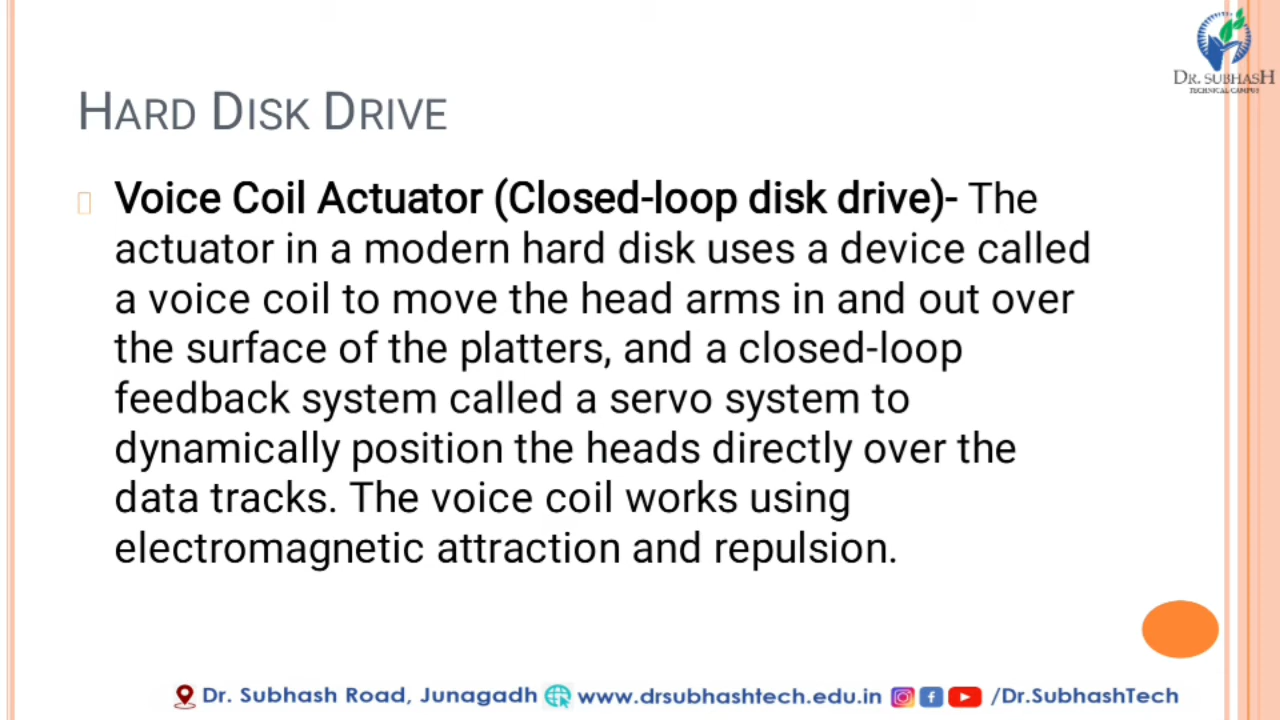 DR. SUBHASH
TECHNICAL CAMPUS
HARD DISK DRIVE
Voice Coil Actuator (Closed-loop disk drive)- The
actuator in a modern hard disk uses a device called
a voice coil to move the head arms in and out over
the surface of the platters, and a closed-loop
feedback system called a servo system to
dynamically position the heads directly over the
data tracks. The voice coil works using
electromagnetic attraction and repulsion.
Dr. Subhash Road, Junagadh www.drsubhashtech.edu.in /Dr.SubhashTech